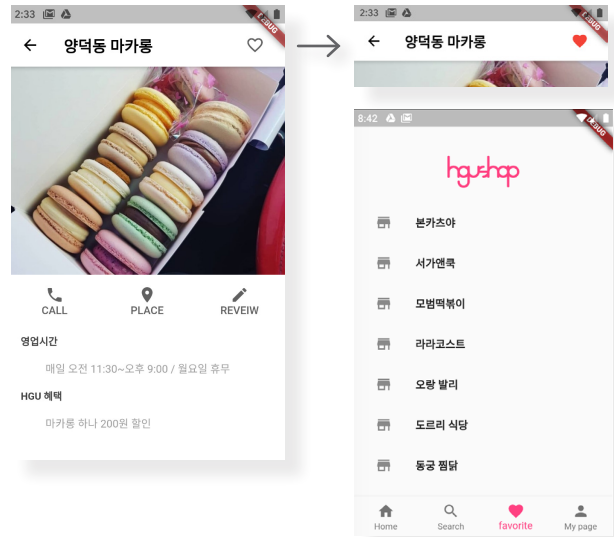 2:33
DEBUG
양덕동 마카롱
CALL
PLACE
REVEIW
영업시간
매일 오전 11:30~오후 9:00 / 월요일 휴무
HGU 혜택
마카롱 하나 200원 할인
2:33
DEBUG
양덕동 마카롱
8:42
DEBUG
hgushop
본카츠야
서가앤쿡
모범떡볶이
라라코스트
오랑 발리
도르리 식당
동궁 찜닭
Home
Search
favorite
My page